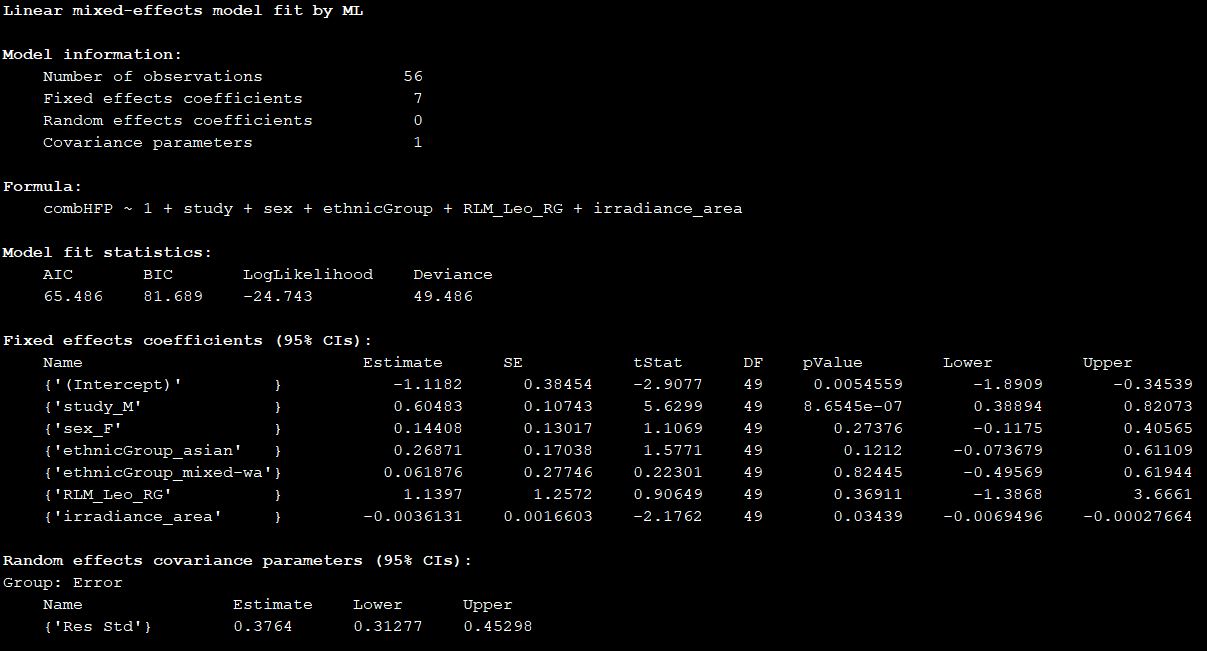 Linear mixed-effects model fit by ML
Model information:
Number of observations 56
Fixed effects coefficients 7
Random effects coefficients 0
Covariance parameters 1
Formula:
combHFP ~ 1 + study + sex + ethnicGroup + RLM_Leo_RG + irradiance_area
Model fit statistics:
AIC BIC LogLikelihood Deviance
65.486 81.689 -24.743 49.486
Fixed effects coefficients (95% CIs):
Name Estimate SE tStat DF pValue Lower Upper
{'(Intercept)' } -1.1182 0.38454 -2.9077 49 0.0054559 -1.8909 -0.34539
{'study_M' } 0.60483 0.10743 5.6299 49 8.6545e-07 0.38894 0.82073
{'sex_F' } 0.14408 0.13017 1.1069 49 0.27376 -0.1175 0.40565
{'ethnicGroup_asian' } 0.26871 0.17038 1.5771 49 0.1212 -0.073679 0.61109
{'ethnicGroup_mixed-wa'} 0.061876 0.27746 0.22301 49 0.82445 -0.49569 0.61944
{'RLM_Leo_RG' } 1.1397 1.2572 0.90649 49 0.36911 -1.3868 3.6661
{'irradiance_area' } -0.0036131 0.0016603 -2.1762 49 0.03439 -0.0069496 -0.00027664
Random effects covariance parameters (95% CIs):
Group: Error
Name Estimate Lower Upper
{'Res Std'} 0.3764 0.31277 0.45298